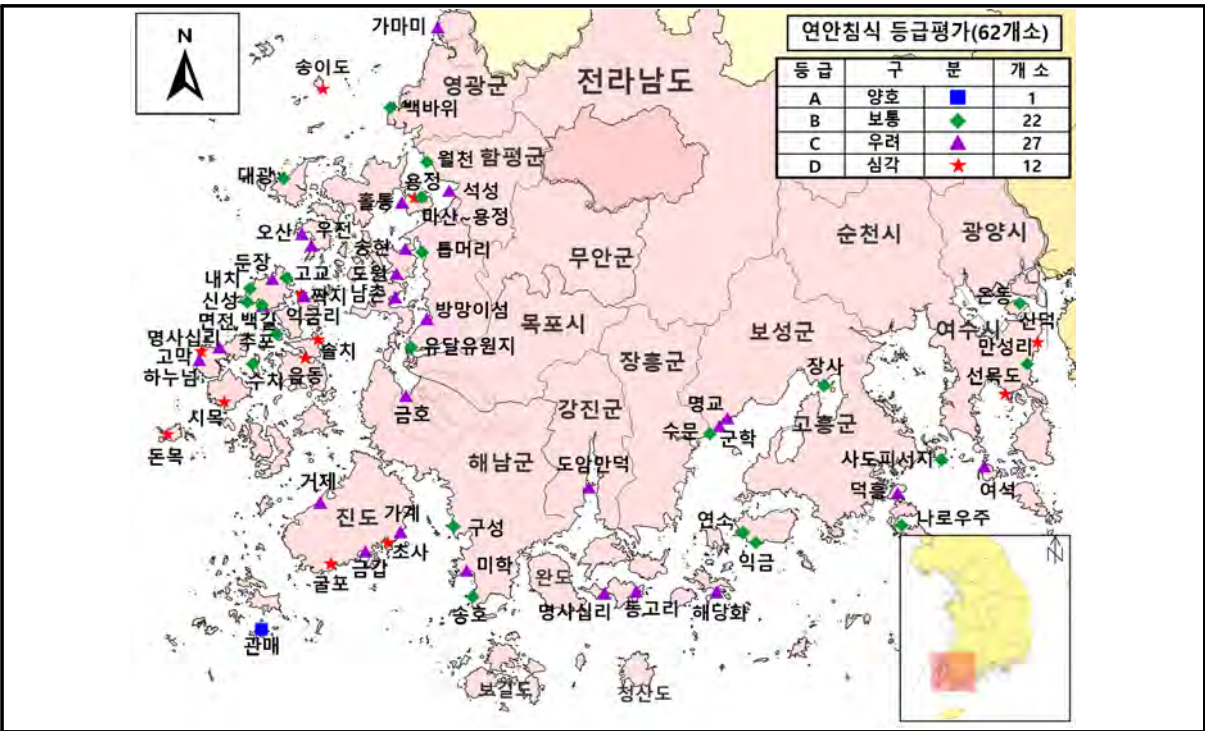 연안침식 등급평가(62개소)
등 급 구 분 개 소
A 양호 1
B 보통 22
C 우려 27
D 심각 12
N
가마미
송이도
영광군
전라남도
백바위
월천 함평군
대광
용정
석성
홀통
마산~용정
오산 우전
송현
톱머리
무안군
순천시
광양시
둔장
고교
도원
내치
신성
짝지
남촌
익금리
방망이섬
목포시
보성군
여수시
온동
신덕
면전 백길
추포
명사십리
고막
하누넘
솔치
유달유원지
장흥군
만성리
수치
장사
선목도
시목
금호
강진군
명교
수문
군학
고흥군
돈목
해남군
도암만덕
사도피서지
여석
거제
덕흥
진도
가계
구성
연소
나로우주
초사
금갑
굴포
미학
익금
완도
송호
명사십리
동고리
해당화
관매
보길도
청산도